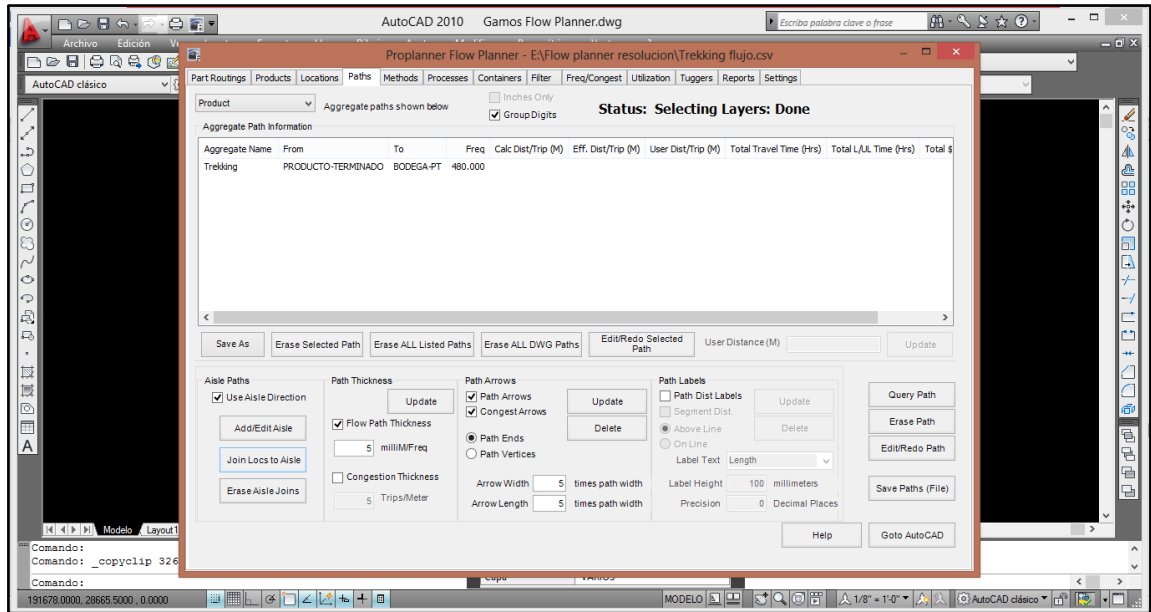 AutoCAD 2010 Gamos Flow Planner.dwg
Escriba palabra clave o frase
Archivo Edición
AutoCAD clásico
Proplanner Flow Planner - E:\Flow planner resolucion\Trekking flujo.csv
Part Routings Products Locations Paths Methods Processes Containers Filter Freq/Congest Utilization Tuggers Reports Settings
Product Aggregate paths shown below Inches Only
Group Digits
Status: Selecting Layers: Done
Aggregate Path Information
Aggregate Name From To Freq Calc Dist/Trip (M) Eff. Dist/Trip (M) User Dist/Trip (M) Total Travel Time (Hrs) Total L/UL Time (Hrs) Total $
Trekking PRODUCTO-TERMINADO BODEGA-PT 480.000
Save As Erase Selected Path Erase ALL Listed Paths Erase ALL DWG Paths Edit/Redo Selected Path User Distance (M) Update
Aisle Paths
Use Aisle Direction
Add/Edit Aisle
Join Locs to Aisle
Erase Aisle Joins
Path Thickness
Update
Flow Path Thickness
5 milliM/Freq
Congestion Thickness
5 Trips/Meter
Path Arrows
Path Arrows Update
Congest Arrows Delete
Path Ends
Path Vertices
Arrow Width 5 times path width
Arrow Length 5 times path width
Path Labels
Path Dist Labels Update
Segment Dist.
Above Line Delete
On Line
Label Text Length
Label Height 100 millimeters
Precision 0 Decimal Places
Query Path
Erase Path
Edit/Redo Path
Save Paths (File)
Help Goto AutoCAD
Modelo Layout1
Comando:
Comando: _copyclip 326
Comando:
191678.0000, 28665.5000 , 0.0000 MODELO 1/8" = 1'-0" AutoCAD clásico